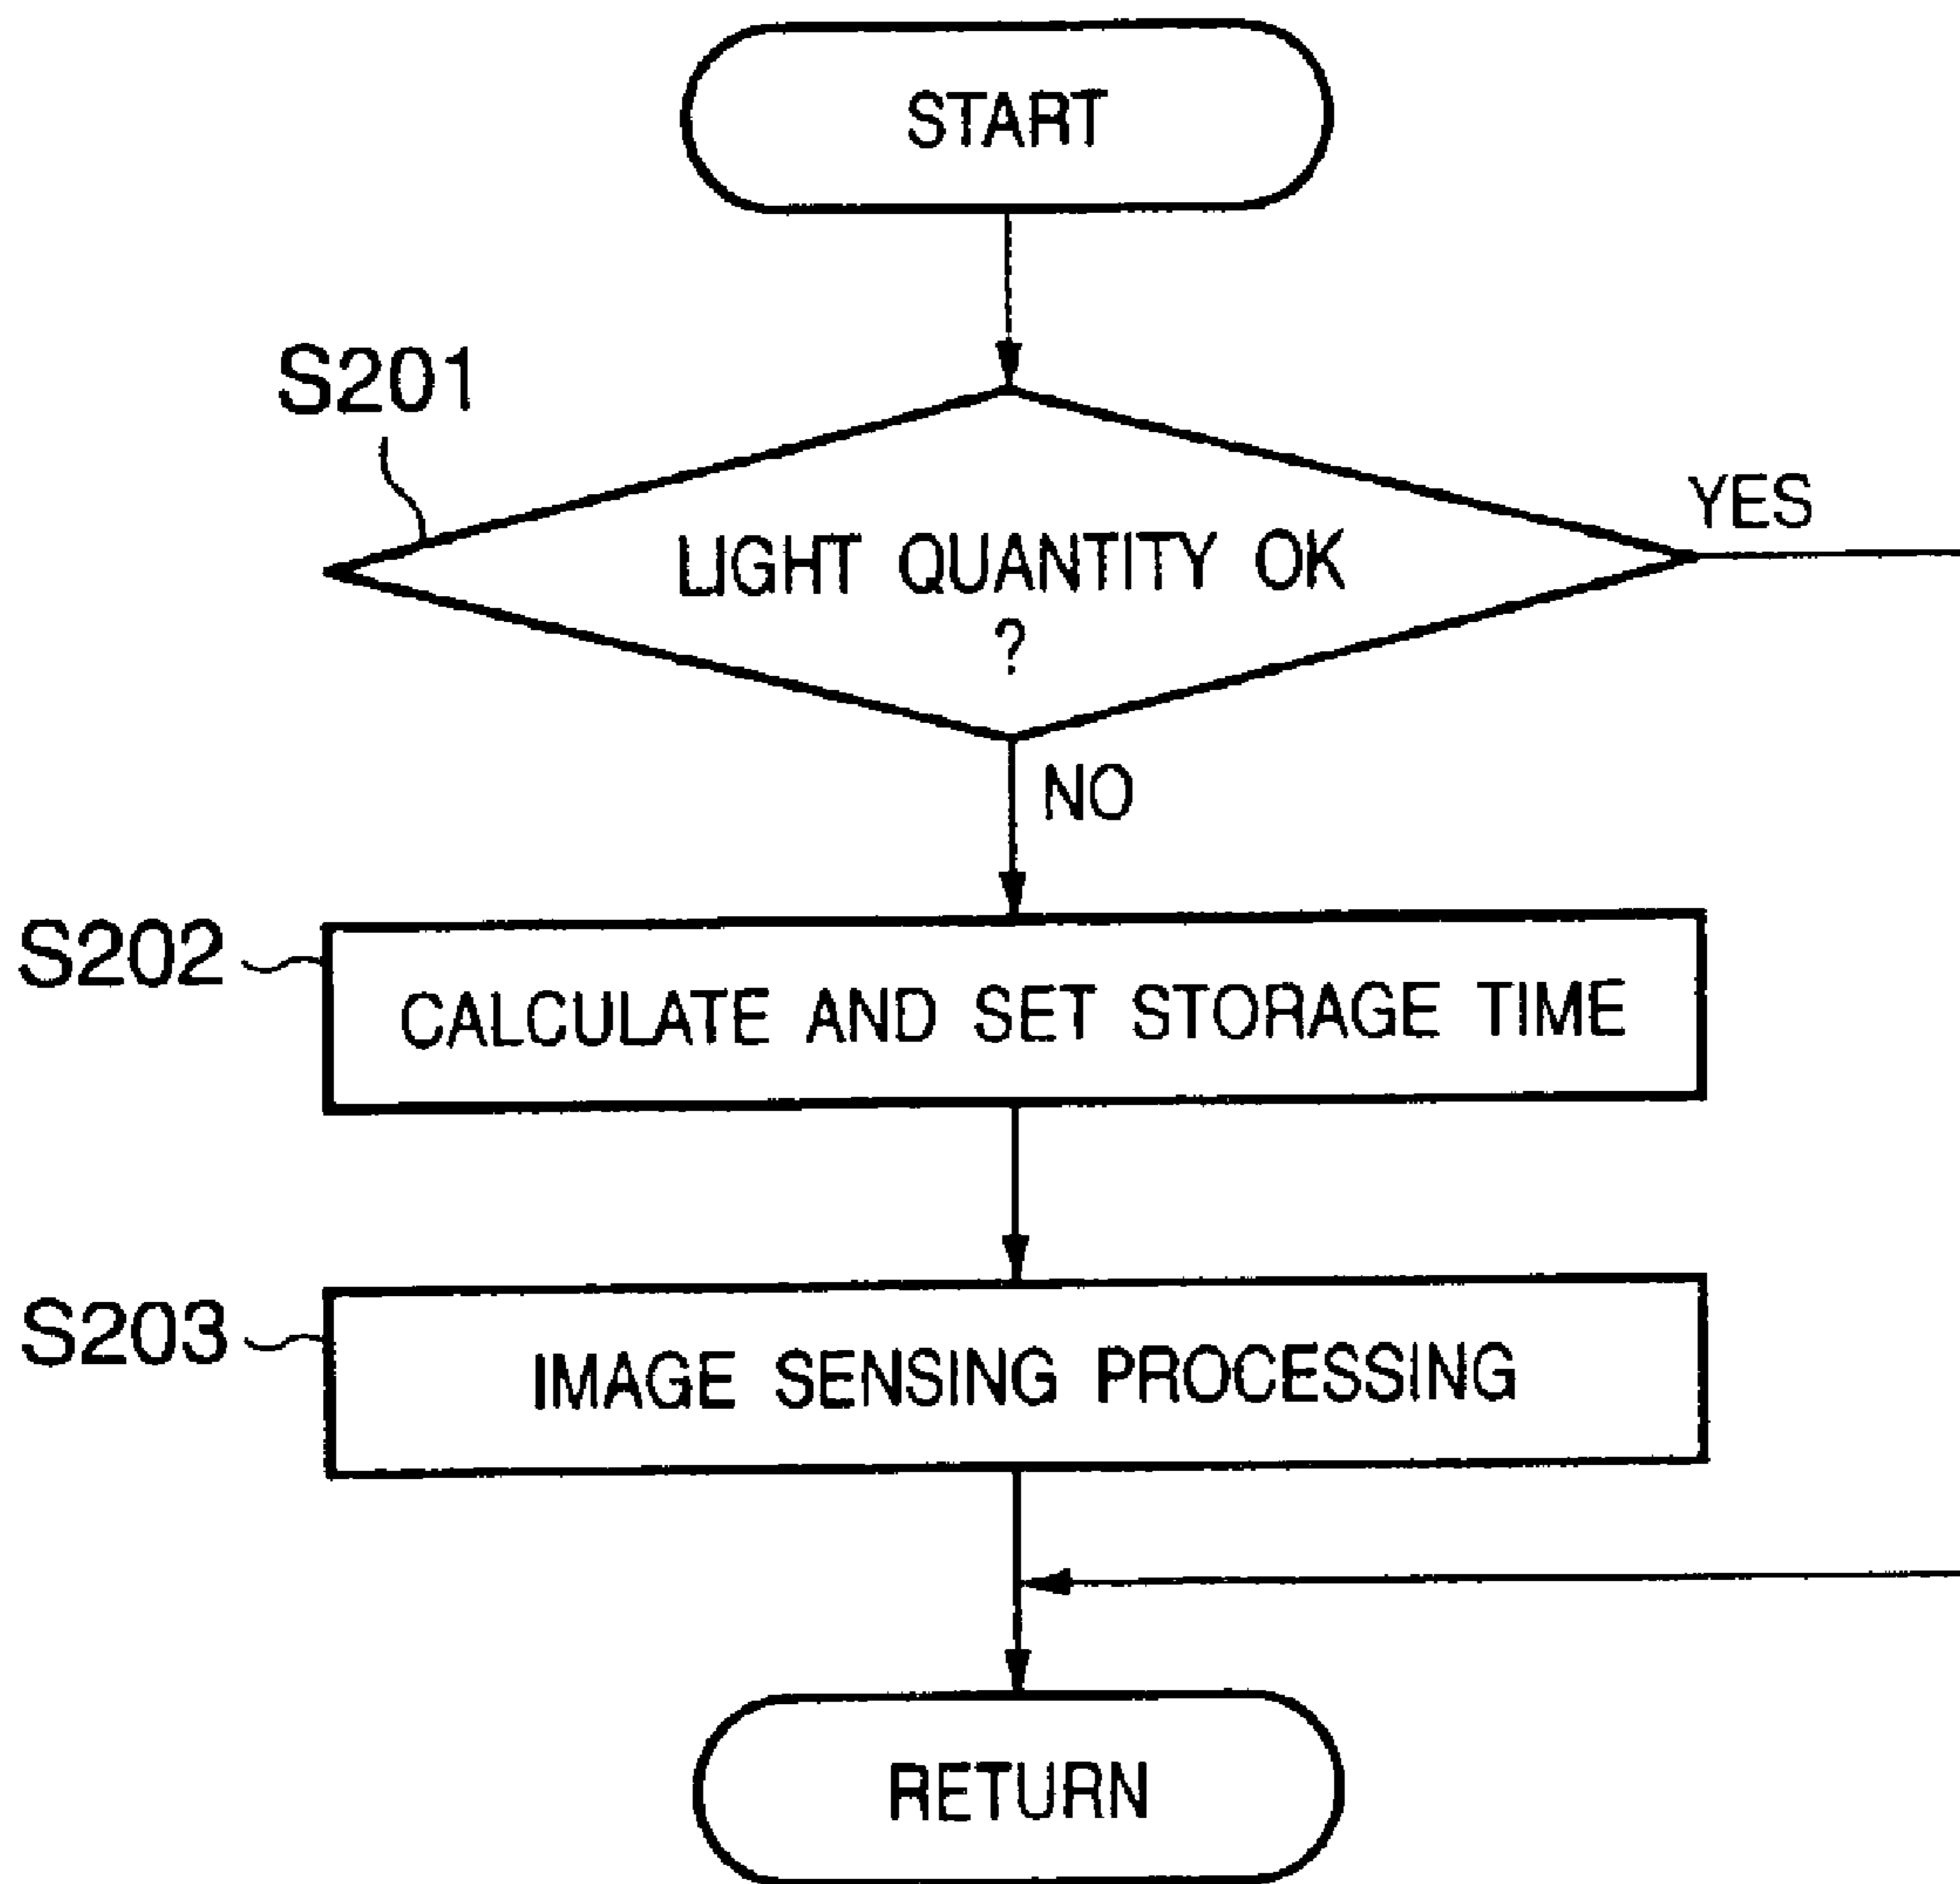 START
S201
YES
LIGHT QUANTITY OK
?
NO
S202
CALCULATE AND SET STORAGE TIME
S203
IMAGE SENSING PROCESSING
RETURN